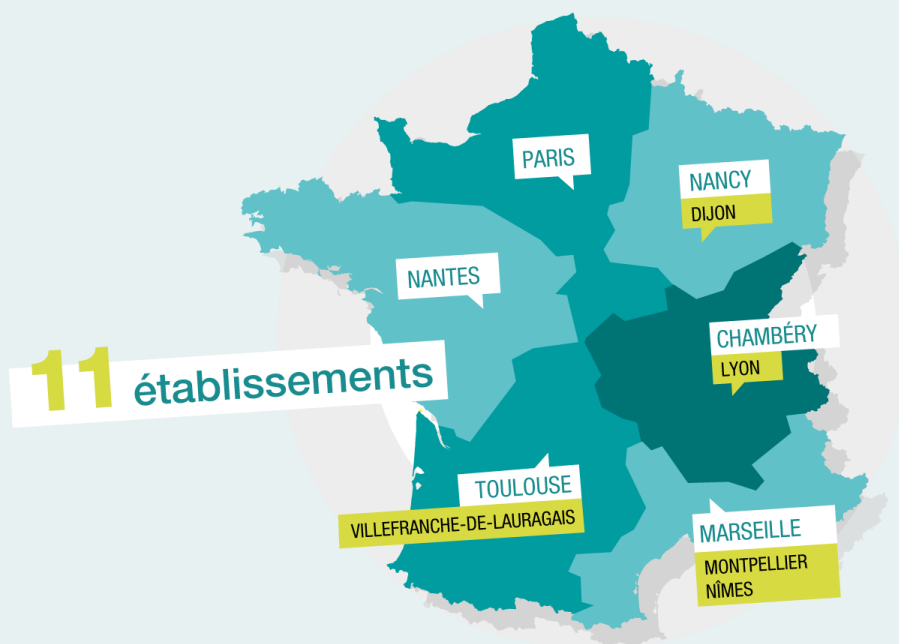 PARIS
NANCY
DIJON
NANTES
CHAMBÉRY
LYON
11 établissements
TOULOUSE
VILLEFRANCHE-DE-LAURAGAIS
MARSEILLE
MONTPELLIER
NÎMES